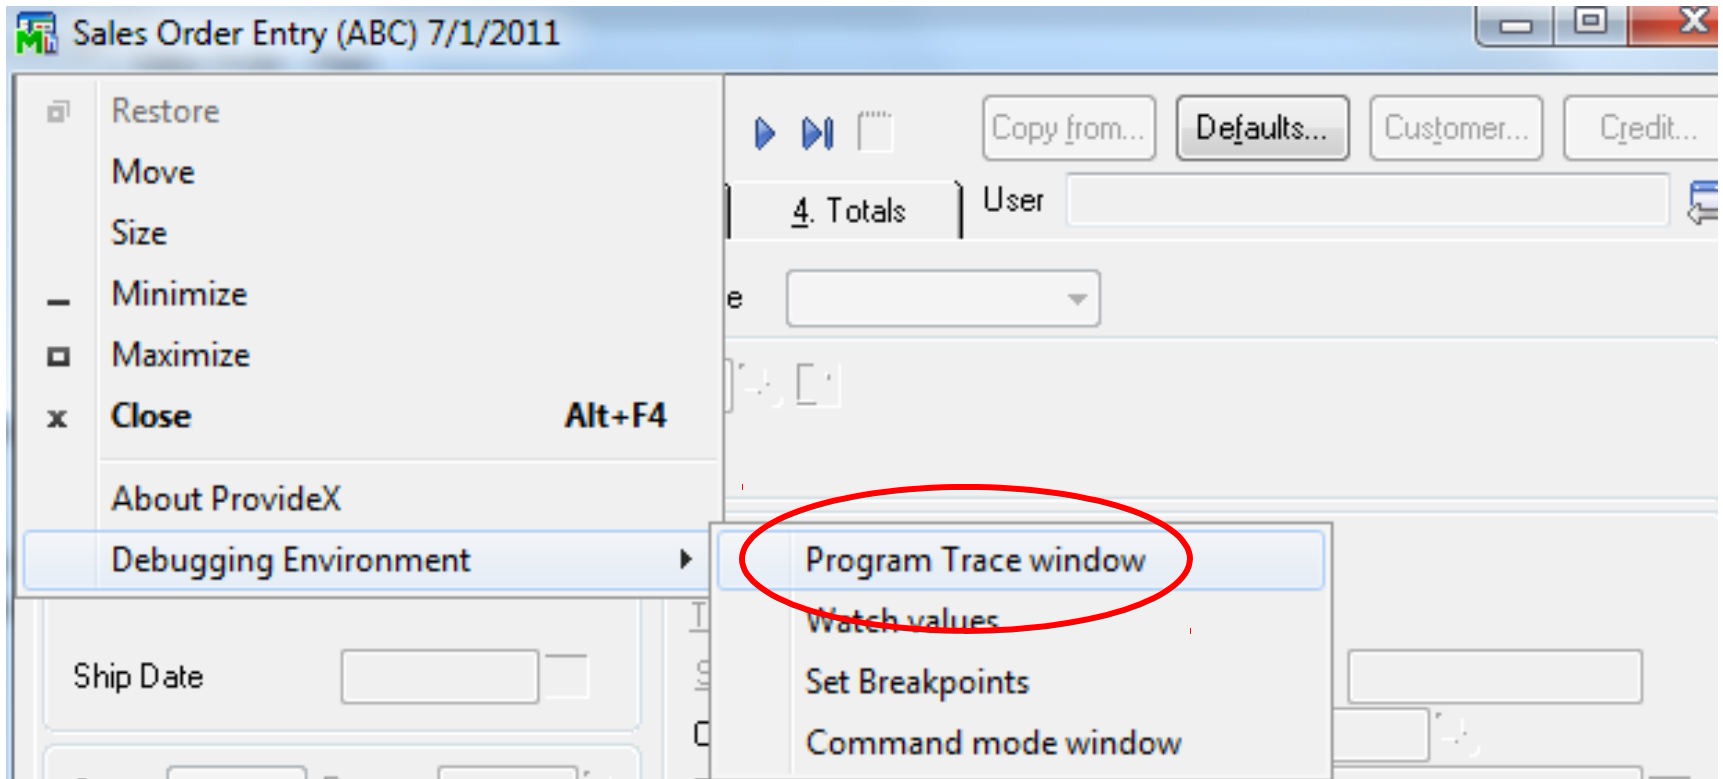 Sales Order Entry (ABC) 7/1/2011
Restore
Move
Size
Minimize
Maximize
Close Alt+F4
About ProvideX
Debugging Environment
Copy from... Defaults... Customer... Credit...
4. Totals User
e
Program Trace window
Watch values
Set Breakpoints
Command mode window
Ship Date